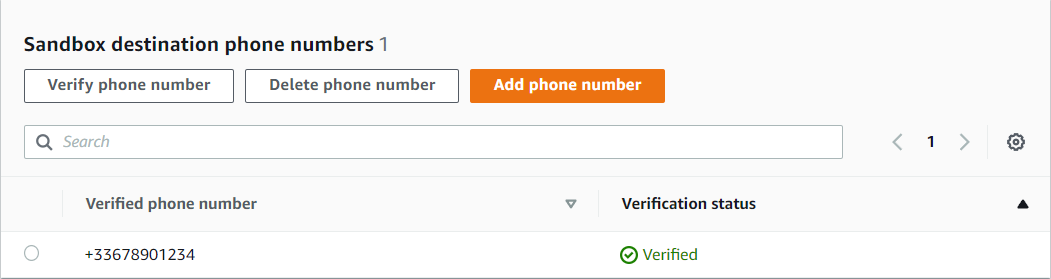 Sandbox destination phone numbers 1
Verify phone number Delete phone number Add phone number
Search 1
Verified phone number Verification status
+33678901234 Verified